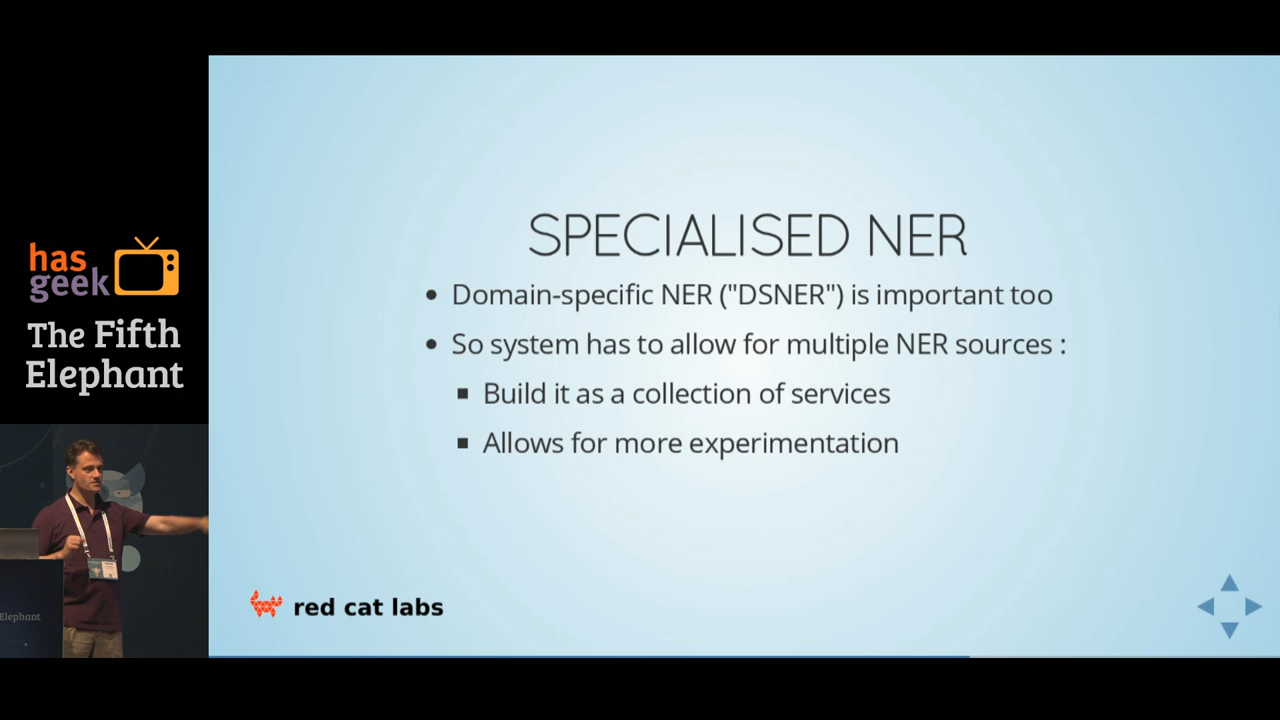 has
geek
The Fifth
Elephant
SPECIALISED NER
• Domain-specific NER ("DSNER") is important too
• So system has to allow for multiple NER sources :
▪ Build it as a collection of services
▪ Allows for more experimentation
red cat labs
Elephant